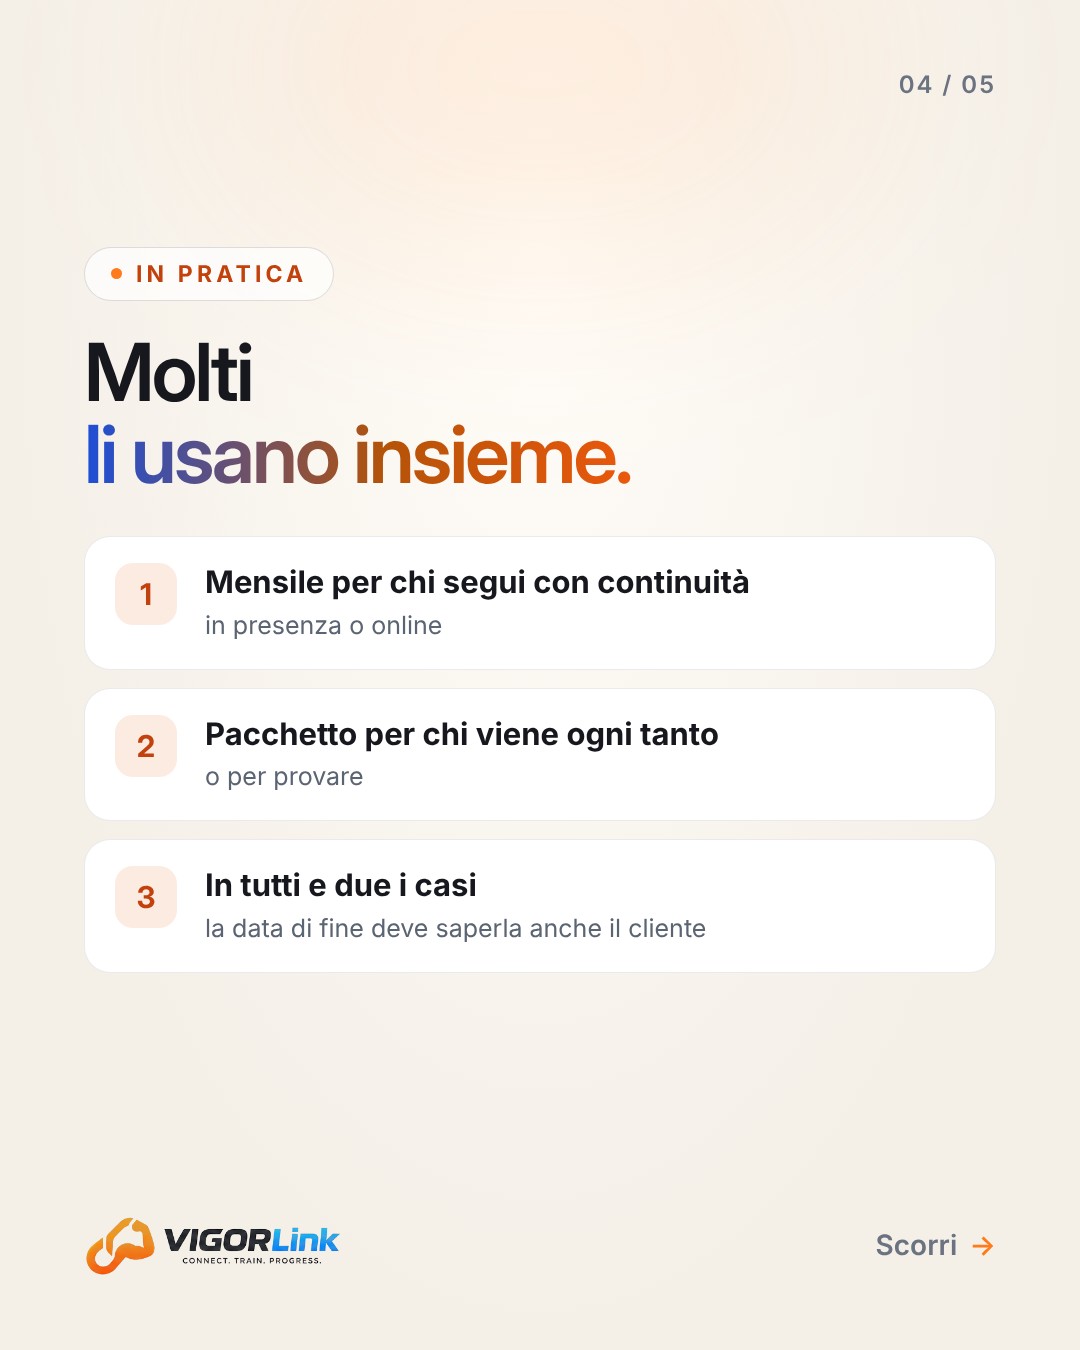 04 / 05
IN PRATICA
Molti
li usano insieme.
1
Mensile per chi segui con continuità
in presenza o online
2
Pacchetto per chi viene ogni tanto
o per provare
3
In tutti e due i casi
la data di fine deve saperla anche il cliente
VIGORLink
CONNECT. TRAIN. PROGRESS.
Scorri →